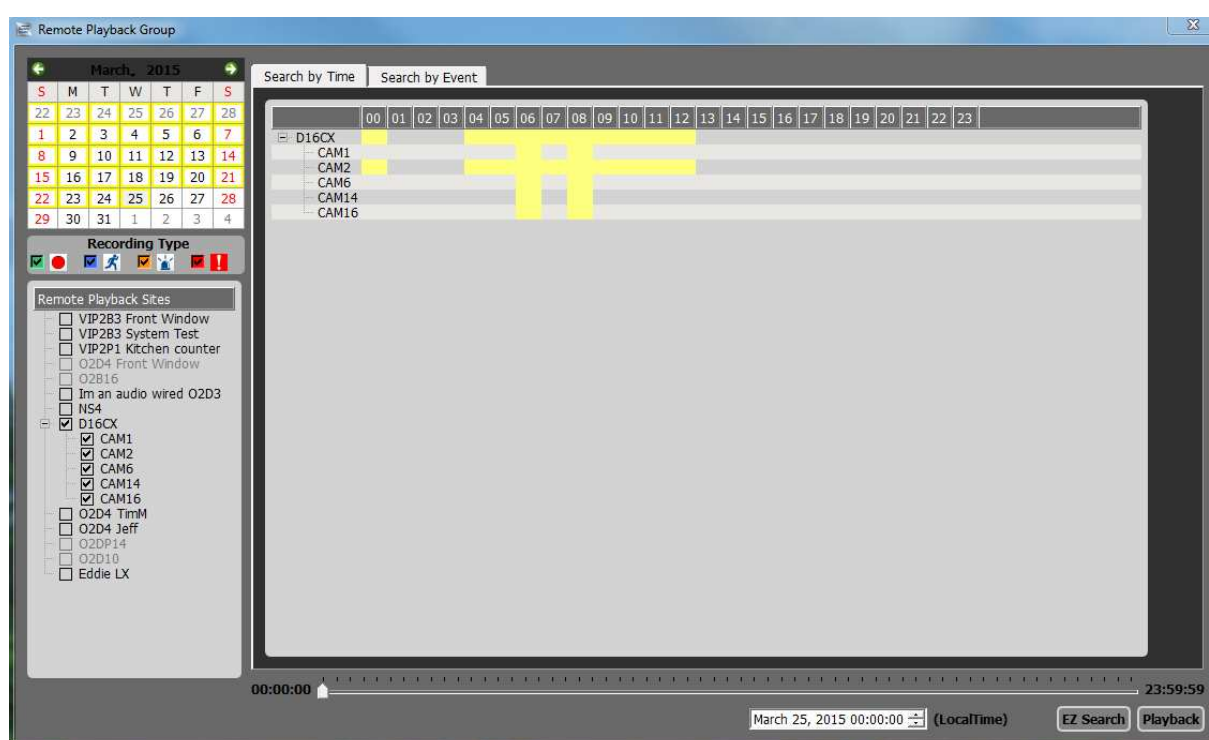 Remote Playback Group
March, 2015
S M T W T F S
22 23 24 25 26 27 28
1 2 3 4 5 6 7
8 9 10 11 12 13 14
15 16 17 18 19 20 21
22 23 24 25 26 27 28
29 30 31 1 2 3 4
Recording Type
Remote Playback Sites
VIP2B3 Front Window
VIP2B3 System Test
VIP2P1 Kitchen counter
O2D4 Front Window
O2B16
Im an audio wired O2D3
NS4
D16CX
CAM1
CAM2
CAM6
CAM14
CAM16
O2D4 TimM
O2D4 Jeff
O2DP14
O2D10
Eddie LX
Search by Time Search by Event
00 01 02 03 04 05 06 07 08 09 10 11 12 13 14 15 16 17 18 19 20 21 22 23
D16CX
CAM1
CAM2
CAM6
CAM14
CAM16
00:00:00 23:59:59
March 25, 2015 00:00:00 (LocalTime) EZ Search Playback